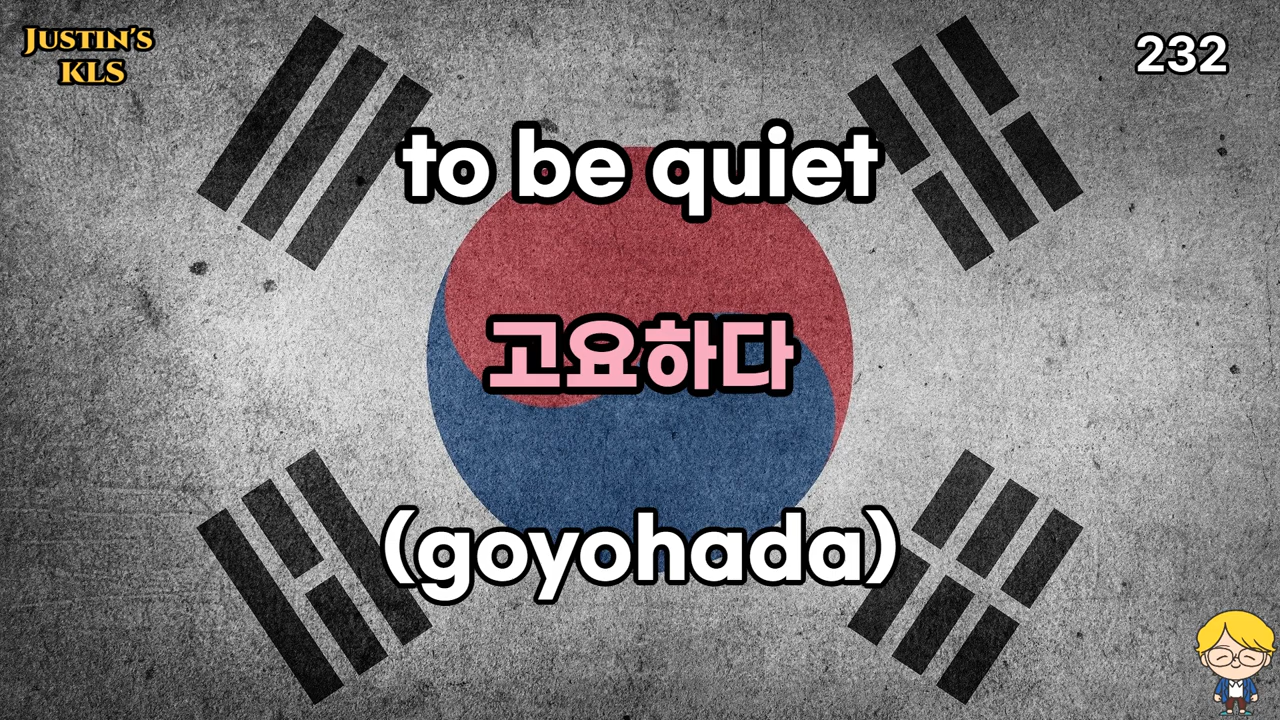 JUSTIN'S
KLS
232
to be quiet
고요하다
(goyohada)